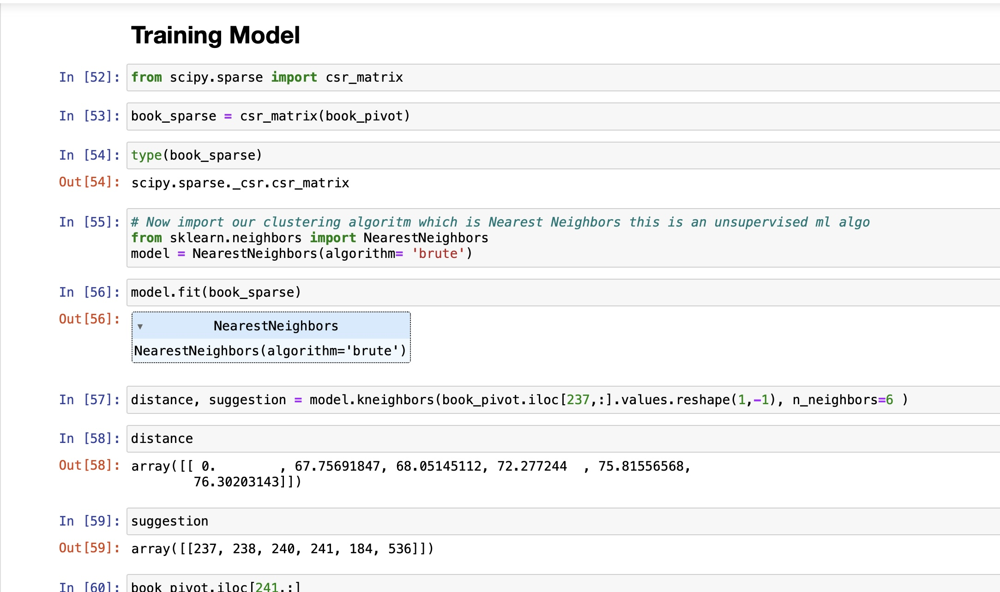 Training Model
In [52]: from scipy.sparse import csr_matrix
In [53]: book_sparse = csr_matrix(book_pivot)
In [54]: type(book_sparse)
Out[54]: scipy.sparse._csr.csr_matrix
In [55]: # Now import our clustering algoritm which is Nearest Neighbors this is an unsupervised ml algo
from sklearn.neighbors import NearestNeighbors
model = NearestNeighbors(algorithm= 'brute')
In [56]: model.fit(book_sparse)
Out[56]: ▼ NearestNeighbors
NearestNeighbors(algorithm='brute')
In [57]: distance, suggestion = model.kneighbors(book_pivot.iloc[237,:].values.reshape(1,-1), n_neighbors=6 )
In [58]: distance
Out[58]: array([[ 0.        , 67.75691847, 68.05145112, 72.277244  , 75.81556568,
76.30203143]])
In [59]: suggestion
Out[59]: array([[237, 238, 240, 241, 184, 536]])
In [60]: book_pivot.iloc[241,:]